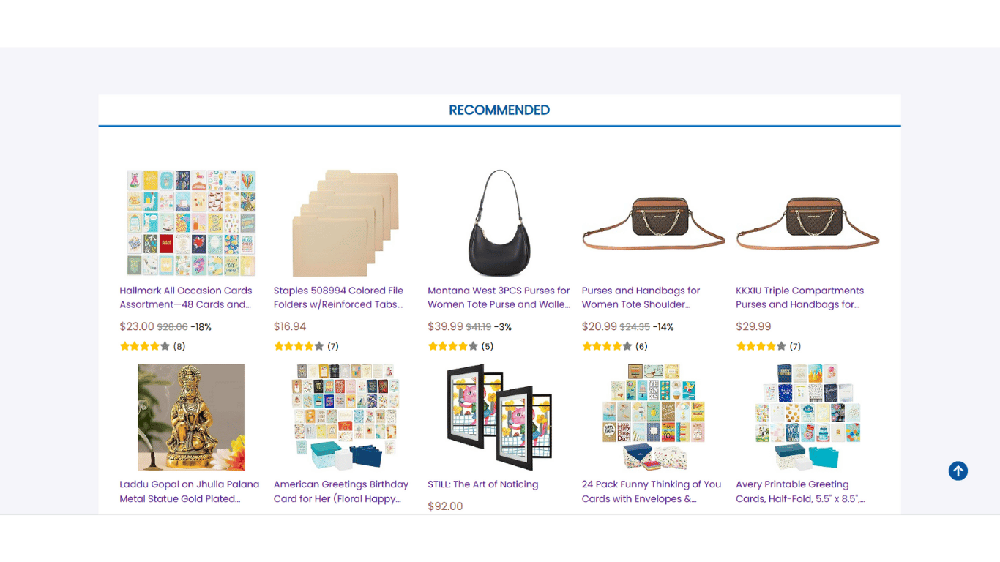 RECOMMENDED
Hallmark All Occasion Cards
Assortment—48 Cards and...
$23.00 $28.06 -18%
(8)
Staples 508994 Colored File
Folders w/Reinforced Tabs...
$16.94
(7)
Montana West 3PCS Purses for
Women Tote Purse and Walle...
$39.99 $41.19 -3%
(5)
Purses and Handbags for
Women Tote Shoulder...
$20.99 $24.35 -14%
(6)
KKXIU Triple Compartments
Purses and Handbags for...
$29.99
(7)
Laddu Gopal on Jhulla Palana
Metal Statue Gold Plated...
American Greetings Birthday
Card for Her (Floral Happy...
STILL: The Art of Noticing
$92.00
24 Pack Funny Thinking of You
Cards with Envelopes &...
Avery Printable Greeting
Cards, Half-Fold, 5.5" x 8.5",...